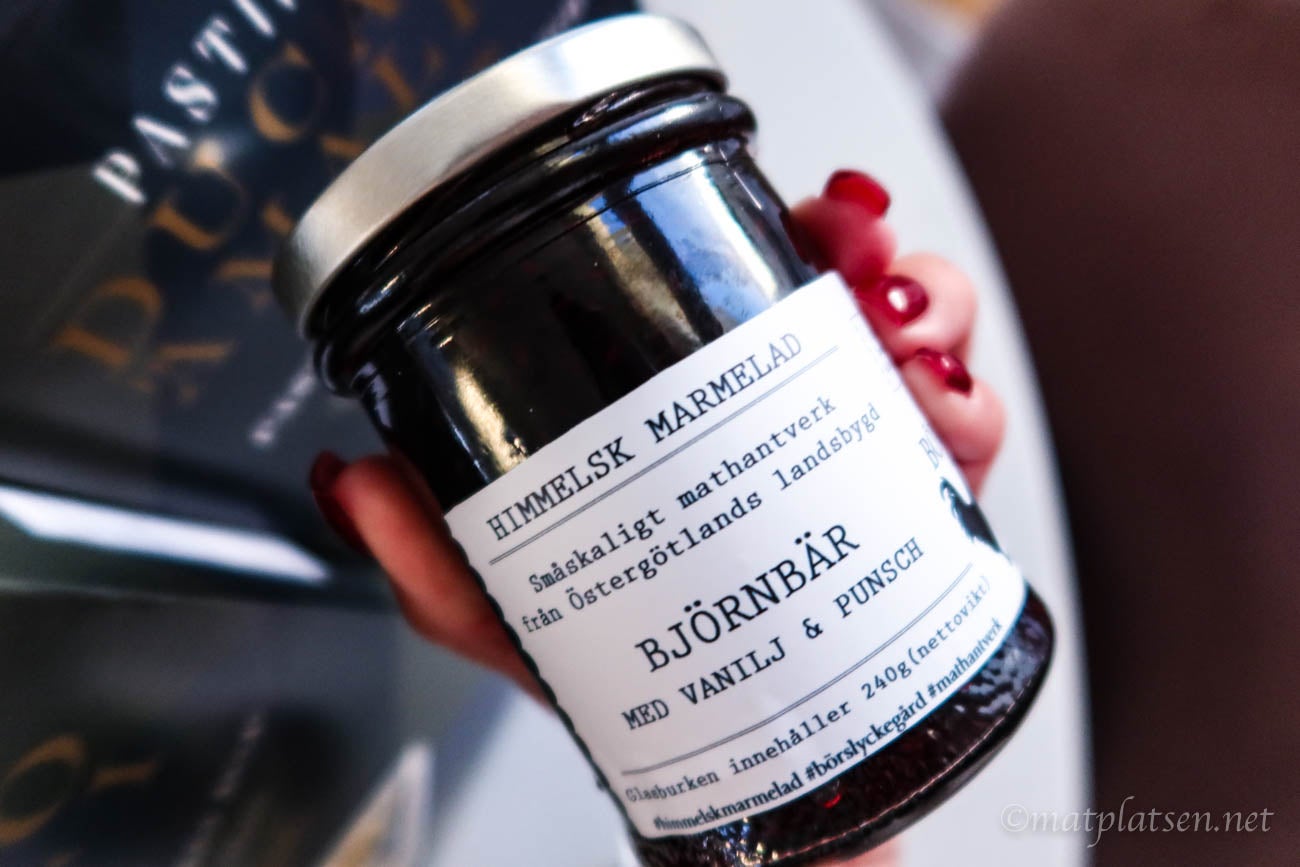 HIMMELSK MARMELAD
Småskaligt mathantverk
från Östergötlands landsbygd
BJÖRNBÄR
MED VANILJ & PUNSCH
Glasburken innehåller 240g(nettovikt)
#himmelskmarmelad #börslyckegård #mathantverk
©matplatsen.net